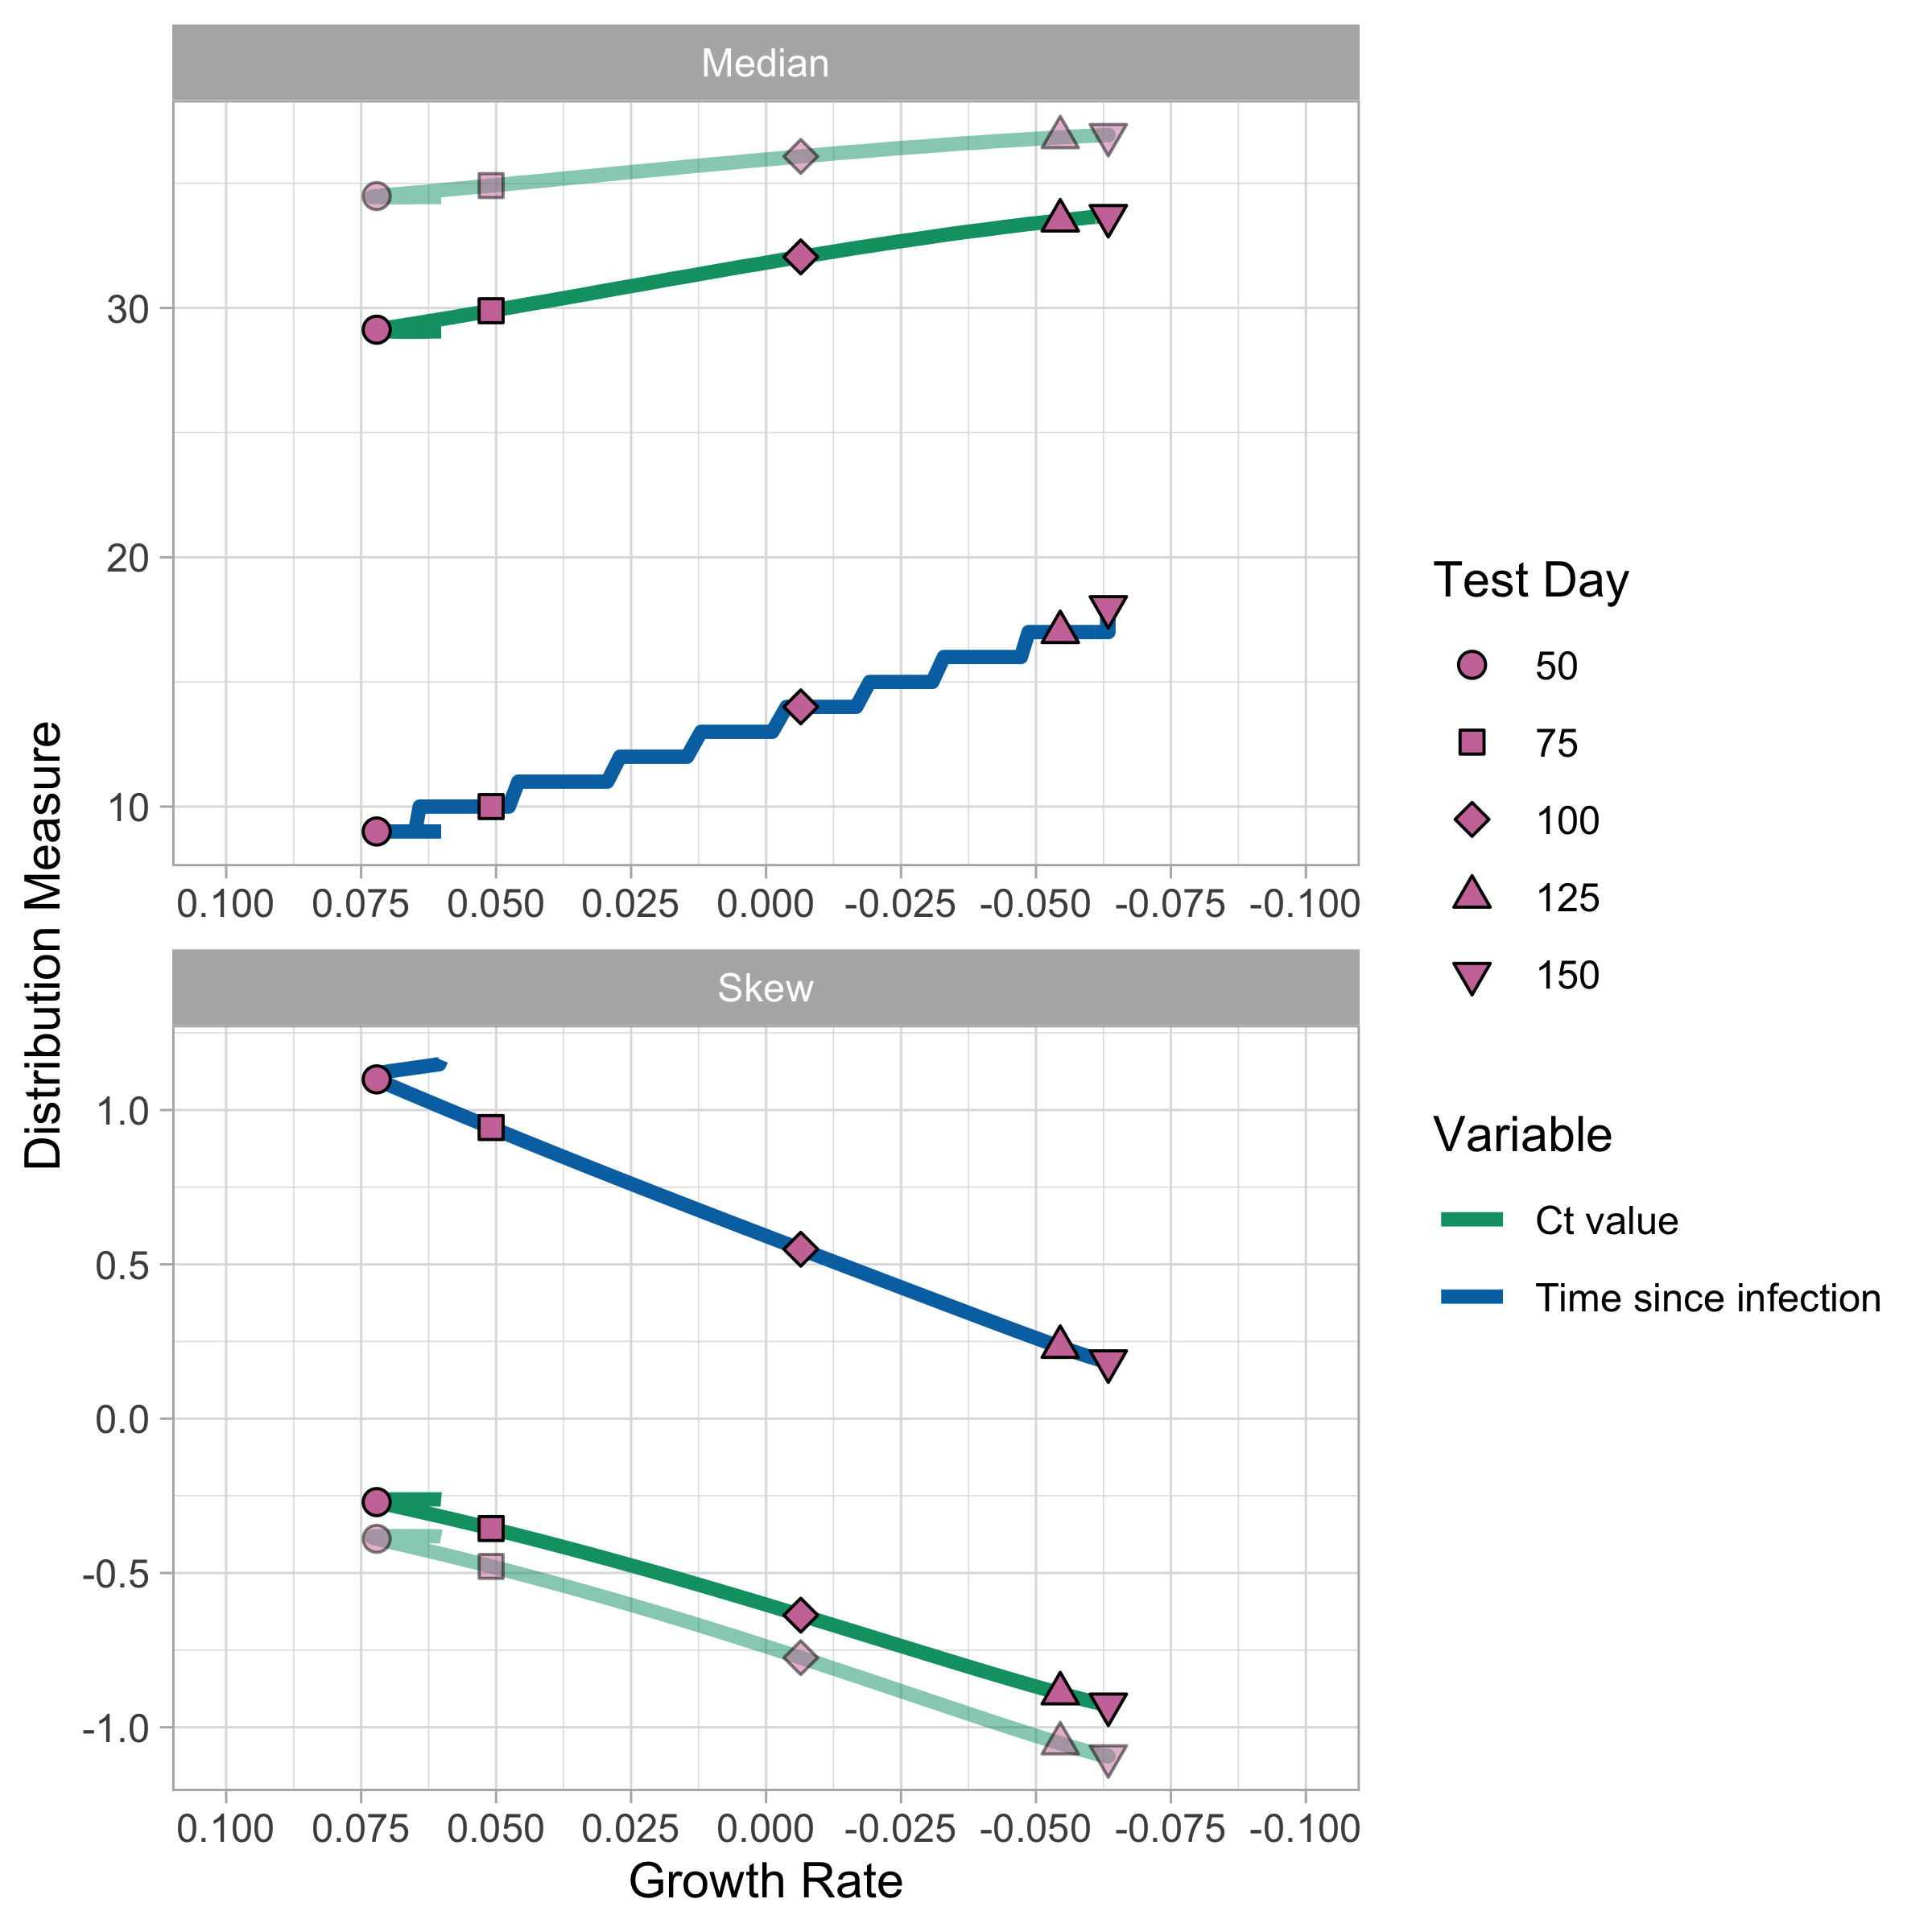 Median
30
20
10
0.100 0.075 0.050 0.025 0.000 -0.025 -0.050 -0.075 -0.100
Skew
1.0
0.5
0.0
-0.5
-1.0
0.100 0.075 0.050 0.025 0.000 -0.025 -0.050 -0.075 -0.100
Growth Rate
Distribution Measure
Test Day
50
75
100
125
150
Variable
Ct value
Time since infection